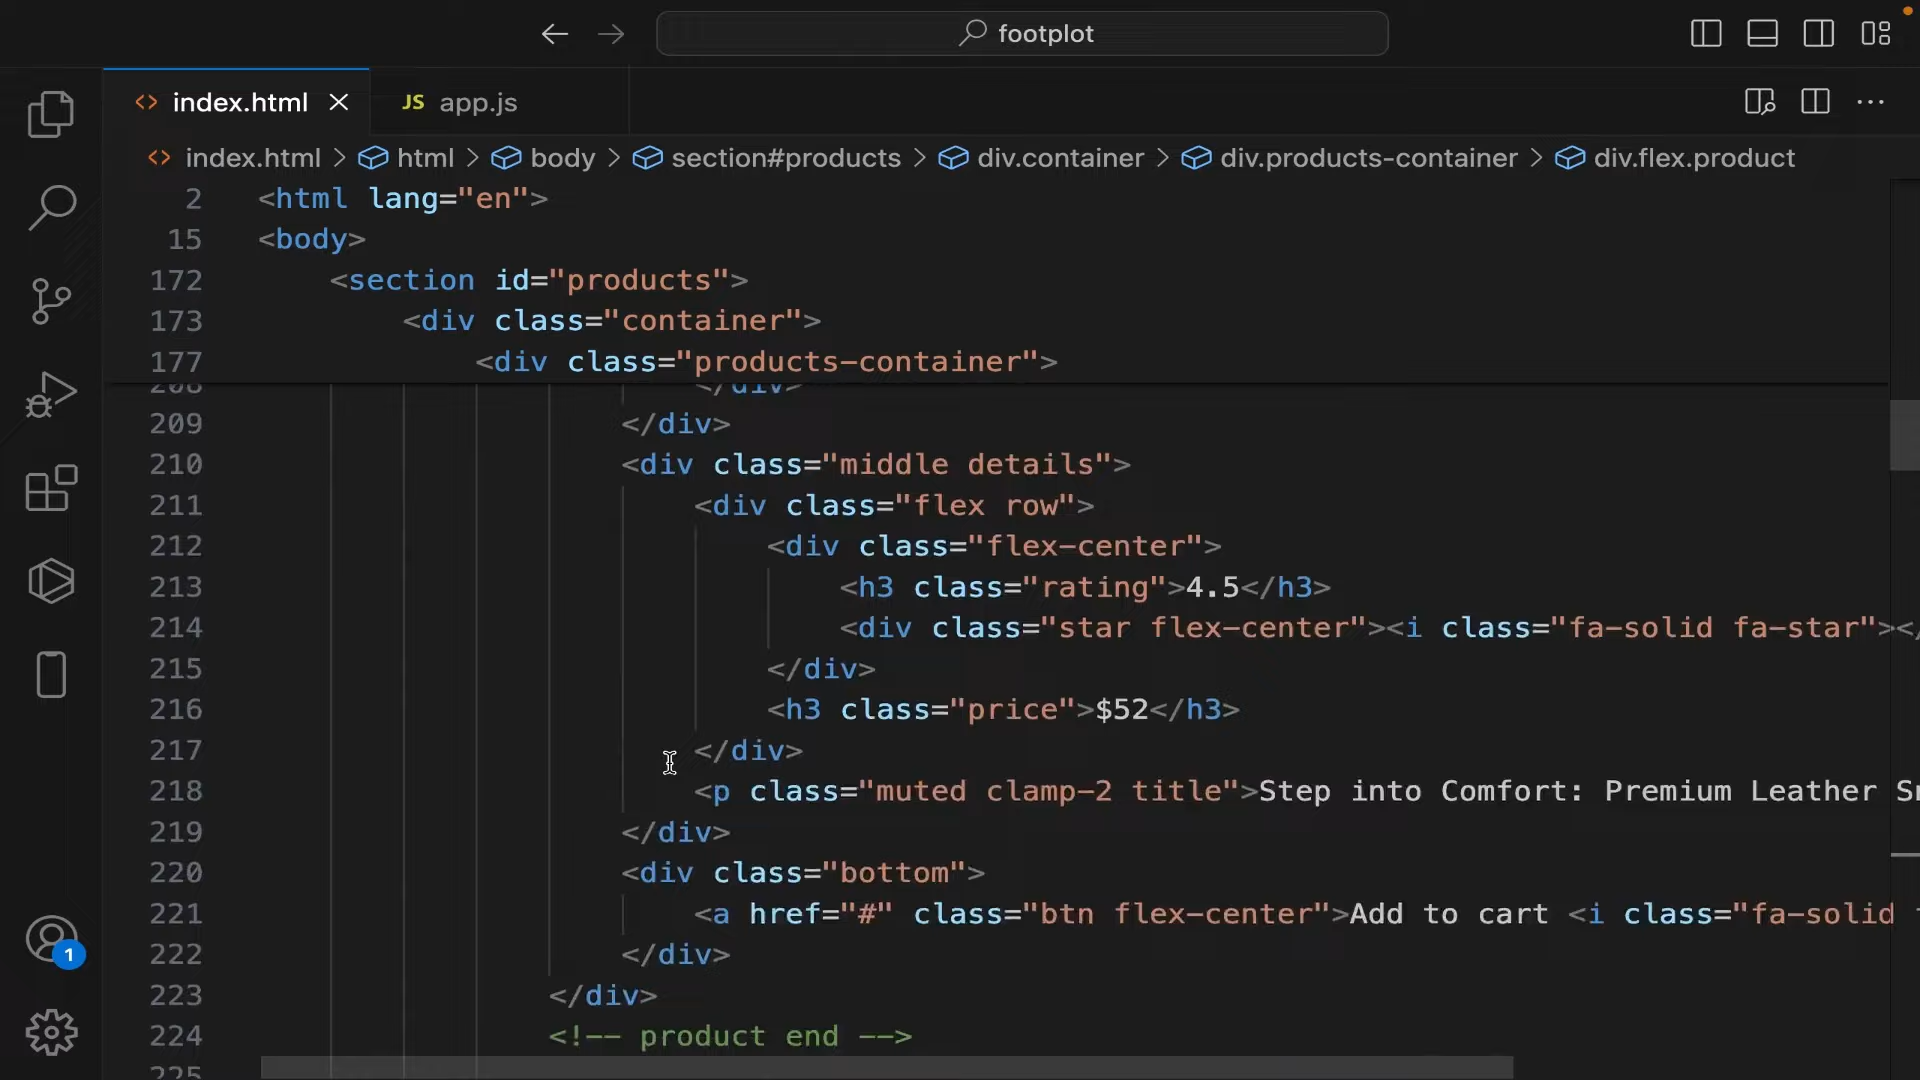 footplot
index.html
JS app.js
index.html > html > body > section#products > div.container > div.products-container > div.flex.product
2 <html lang="en">
15 <body>
172 <section id="products">
173 <div class="container">
177 <div class="products-container">
208 </div>
209 </div>
210 <div class="middle details">
211 <div class="flex row">
212 <div class="flex-center">
213 <h3 class="rating">4.5</h3>
214 <div class="star flex-center"><i class="fa-solid fa-star"></
215 </div>
216 <h3 class="price">$52</h3>
217 </div>
218 <p class="muted clamp-2 title">Step into Comfort: Premium Leather
219 </div>
220 <div class="bottom">
221 <a href="#" class="btn flex-center">Add to cart <i class="fa-solid
222 </div>
223 </div>
224 <!-- product end -->
225
1